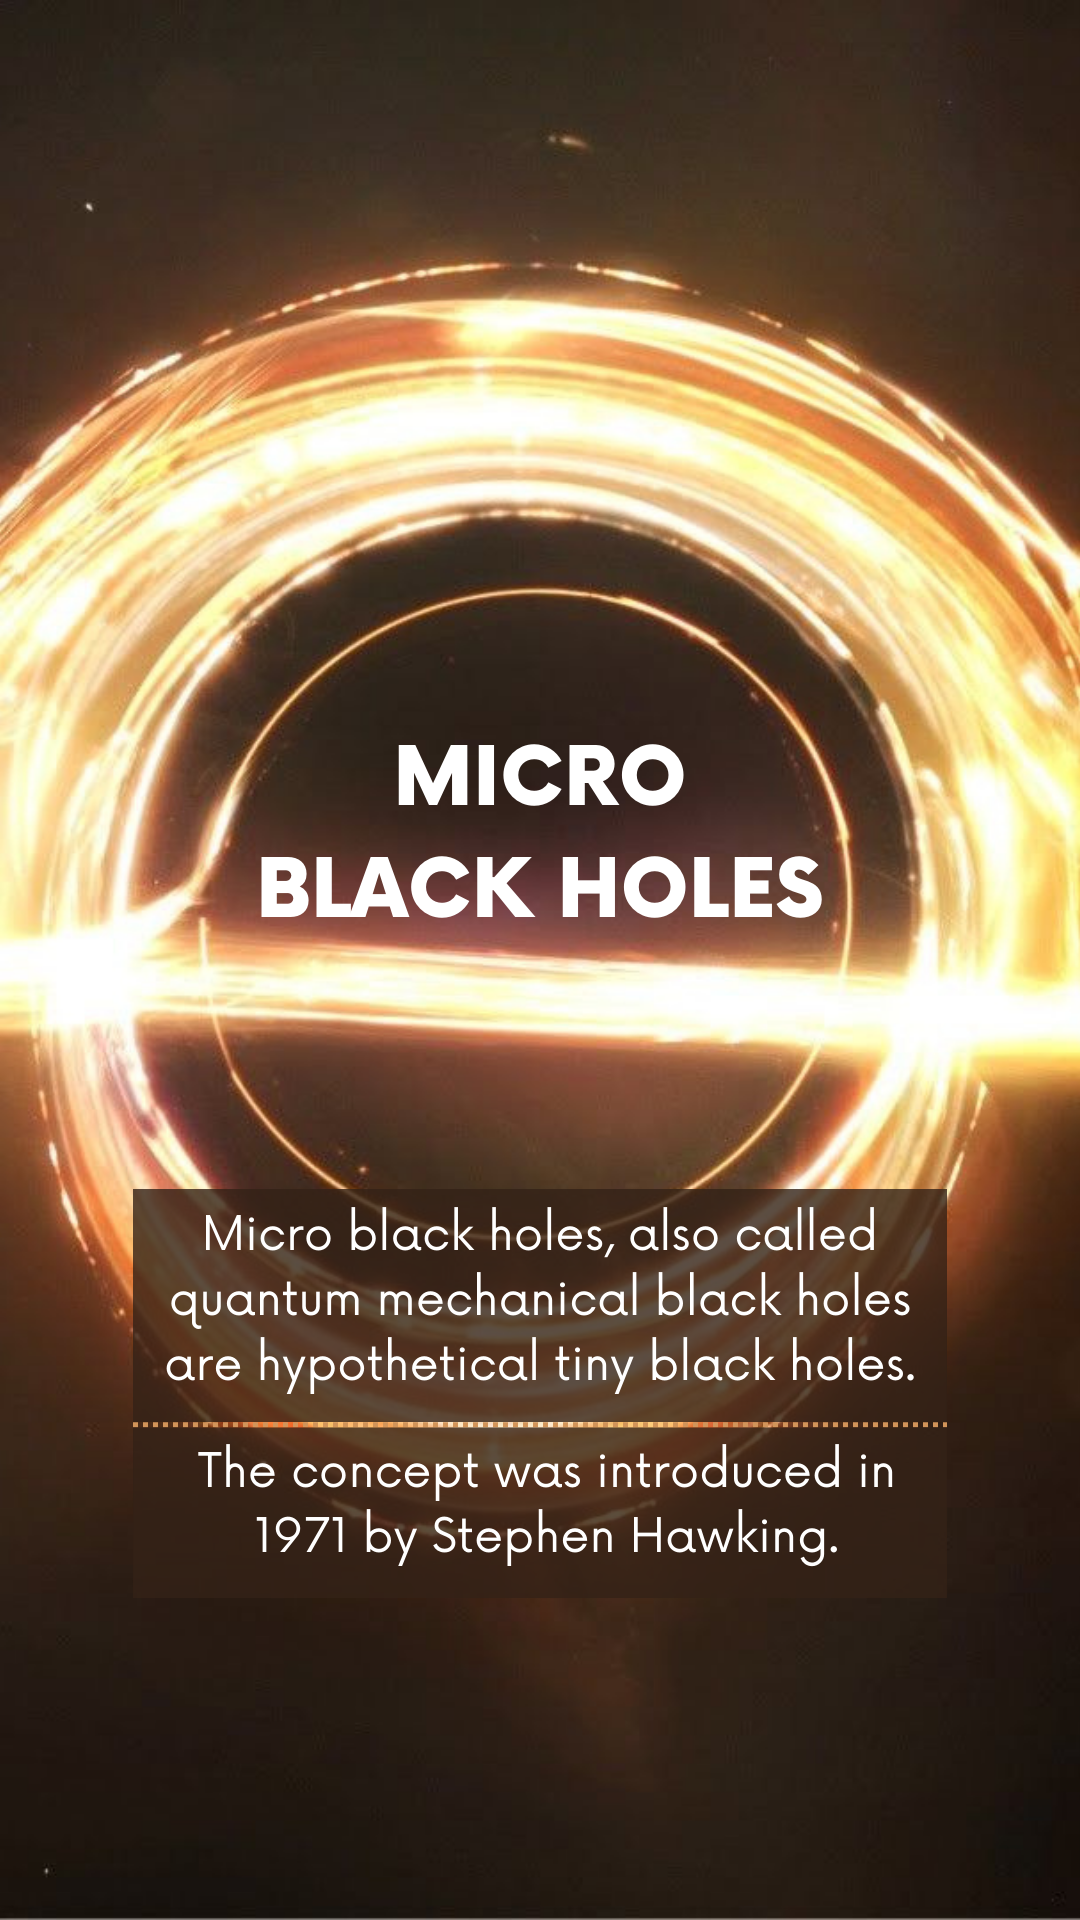 MICRO
BLACK HOLES
Micro black holes, also called
quantum mechanical black holes
are hypothetical tiny black holes.
The concept was introduced in
1971 by Stephen Hawking.